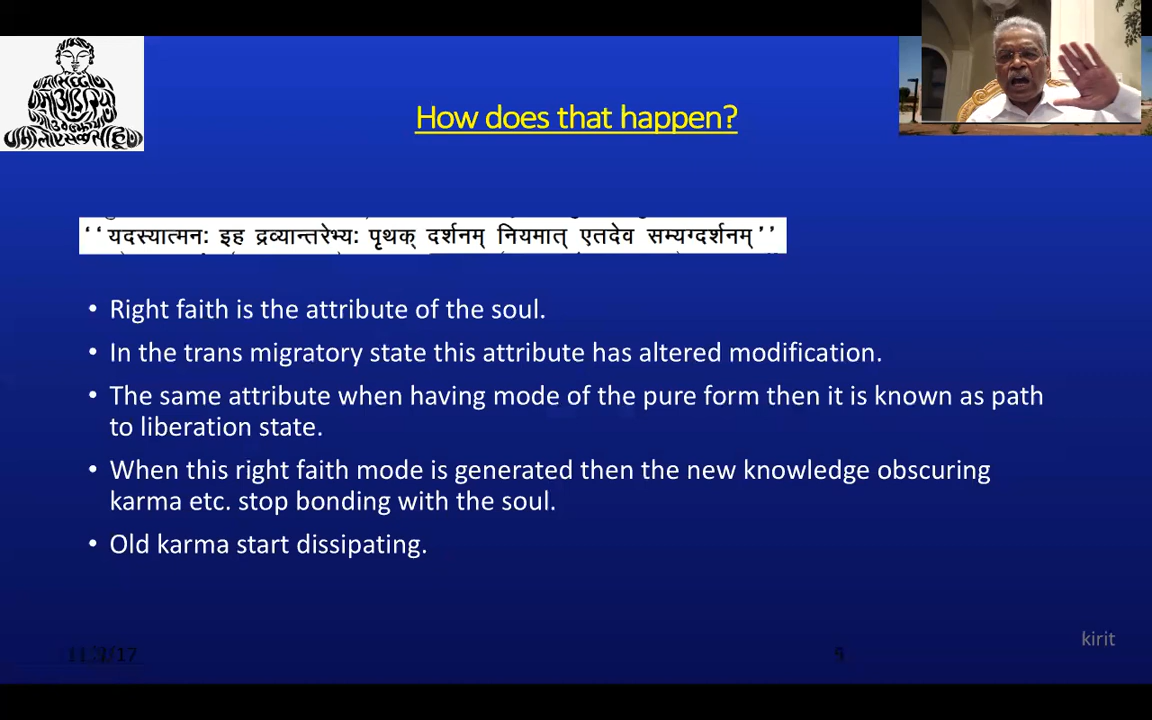 How does that happen?
‘‘यदस्यात्मनः इह द्रव्यान्तरेभ्यः पृथक् दर्शनम् नियमात् एतदेव सम्यग्दर्शनम्’’
• Right faith is the attribute of the soul.
• In the trans migratory state this attribute has altered modification.
• The same attribute when having mode of the pure form then it is known as path
to liberation state.
• When this right faith mode is generated then the new knowledge obscuring
karma etc. stop bonding with the soul.
• Old karma start dissipating.
kirit